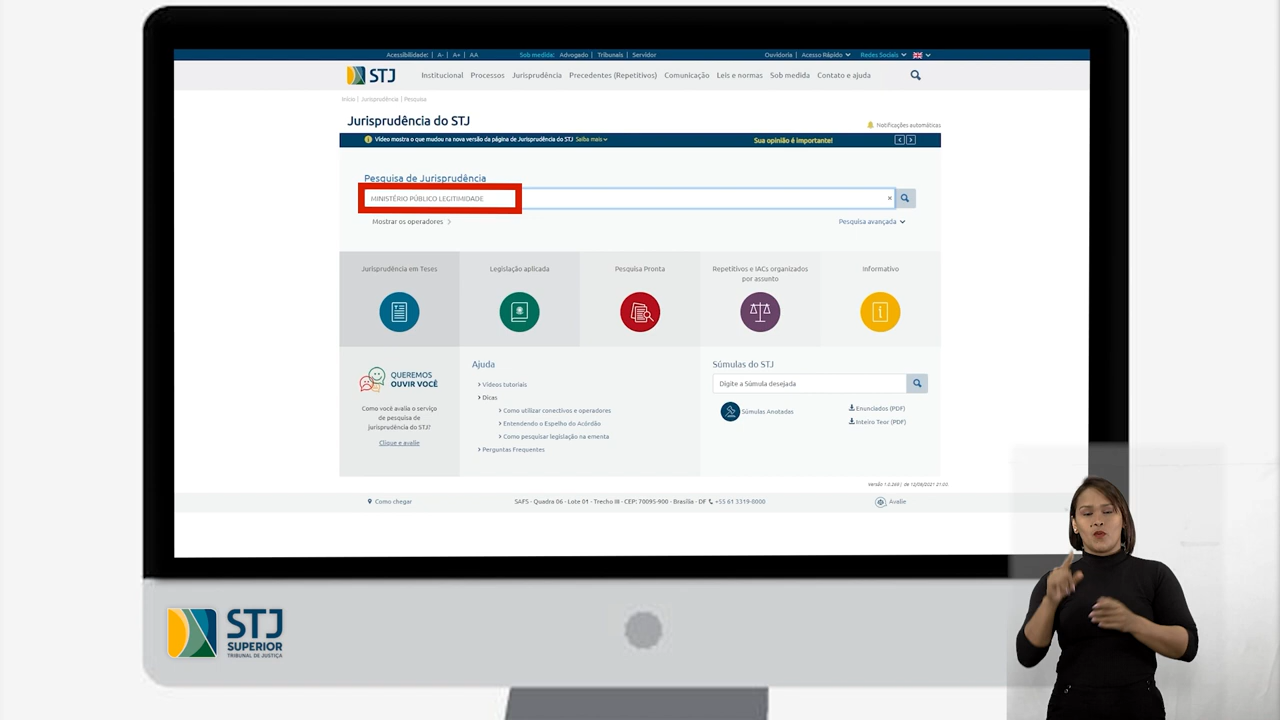 Acessibilidade: | A- | A+ | AA Sob medida: Advogado | Tribunais | Servidor Ouvidoria | Acesso Rápido Redes Sociais
STJ Institucional Processos Jurisprudência Precedentes (Repetitivos) Comunicação Leis e normas Sob medida Contato e ajuda
Início | Jurisprudência | Pesquisa
Jurisprudência do STJ
Notificações automáticas
Vídeo mostra o que mudou na nova versão da página de Jurisprudência do STJ Saiba mais
Sua opinião é importante!
Pesquisa de Jurisprudência
MINISTÉRIO PÚBLICO LEGITIMIDADE ×
Mostrar os operadores
Pesquisa avançada
Jurisprudência em Teses
Legislação aplicada
Pesquisa Pronta
Repetitivos e IACs organizados
por assunto
Informativo
QUEREMOS
OUVIR VOCÊ
Como você avalia o serviço
de pesquisa de
jurisprudência do STJ?
Clique e avalie
Ajuda
Vídeos tutoriais
Dicas
Como utilizar conectivos e operadores
Entendendo o Espelho do Acórdão
Como pesquisar legislação na ementa
Perguntas Frequentes
Súmulas do STJ
Digite a Súmula desejada
Súmulas Anotadas
Enunciados (PDF)
Inteiro Teor (PDF)
Como chegar
SAFS - Quadra 06 - Lote 01 - Trecho III - CEP: 70095-900 - Brasília - DF +55 61 3319-8000
Avalie
STJ
SUPERIOR
TRIBUNAL DE JUSTIÇA